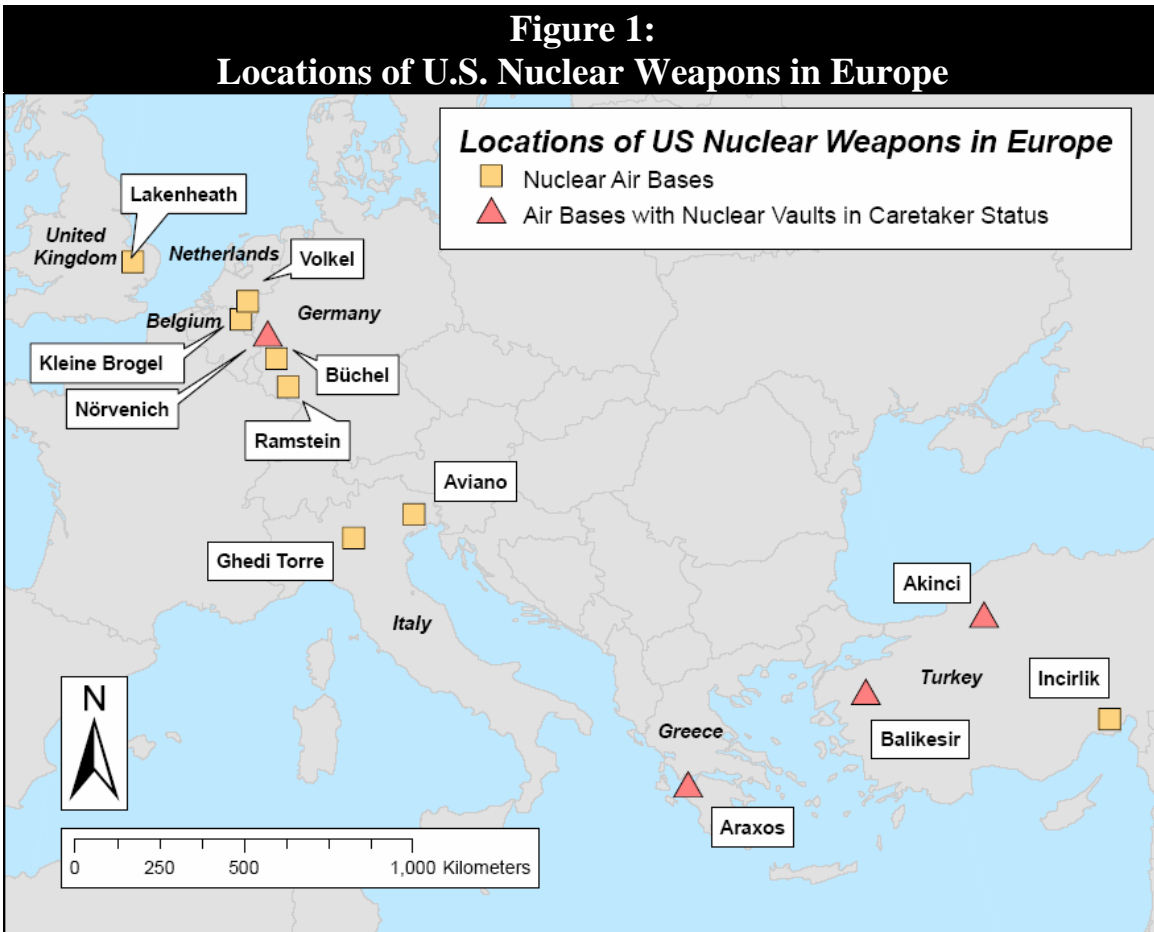 Figure 1:
Locations of U.S. Nuclear Weapons in Europe
Locations of US Nuclear Weapons in Europe
Nuclear Air Bases
Air Bases with Nuclear Vaults in Caretaker Status
Lakenheath
United
Kingdom
Netherlands
Volkel
Belgium
Germany
Kleine Brogel
Büchel
Nörvenich
Ramstein
Aviano
Ghedi Torre
Italy
Akinci
Turkey
Incirlik
Balikesir
Greece
Araxos
N
0 250 500 1,000 Kilometers